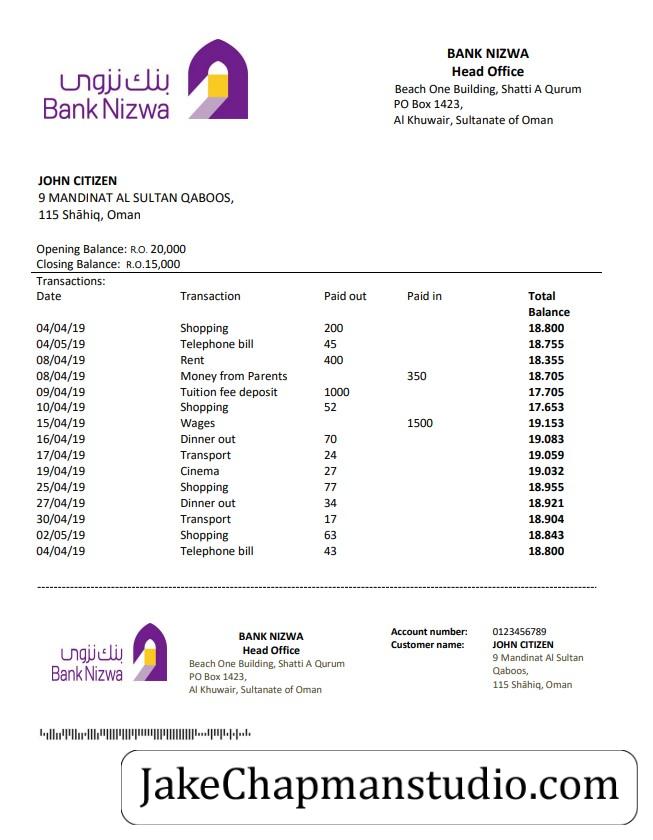 بنك نزوى
Bank Nizwa
BANK NIZWA
Head Office
Beach One Building, Shatti A Qurum
PO Box 1423,
Al Khuwair, Sultanate of Oman
JOHN CITIZEN
9 MANDINAT AL SULTAN QABOOS,
115 Shāhiq, Oman
Opening Balance: R.O. 20,000
Closing Balance: R.O.15,000
Transactions:
Date Transaction Paid out Paid in Total
Balance
04/04/19 Shopping 200 18.800
04/05/19 Telephone bill 45 18.755
08/04/19 Rent 400 18.355
08/04/19 Money from Parents 350 18.705
09/04/19 Tuition fee deposit 1000 17.705
10/04/19 Shopping 52 17.653
15/04/19 Wages 1500 19.153
16/04/19 Dinner out 70 19.083
17/04/19 Transport 24 19.059
19/04/19 Cinema 27 19.032
25/04/19 Shopping 77 18.955
27/04/19 Dinner out 34 18.921
30/04/19 Transport 17 18.904
02/05/19 Shopping 63 18.843
04/04/19 Telephone bill 43 18.800
بنك نزوى
Bank Nizwa
BANK NIZWA
Head Office
Beach One Building, Shatti A Qurum
PO Box 1423,
Al Khuwair, Sultanate of Oman
Account number: 0123456789
Customer name: JOHN CITIZEN
9 Mandinat Al Sultan
Qaboos,
115 Shāhiq, Oman
JakeChapmanstudio.com